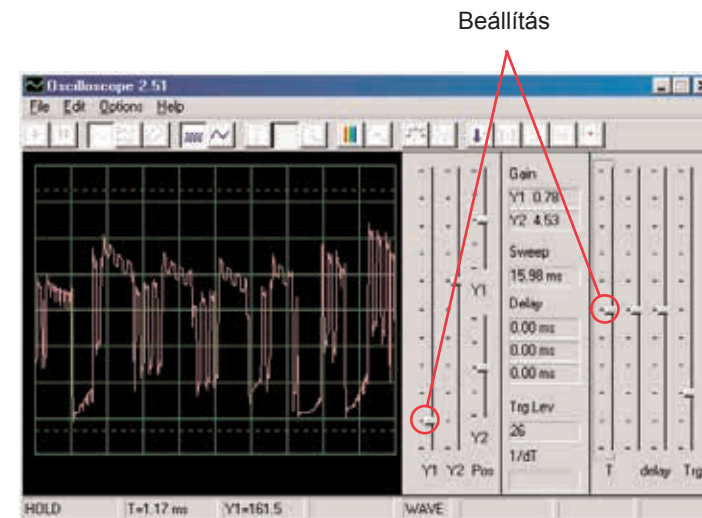 Beállítás
Oscilloscope 2.51
File Edit Options Help
Gain
Y1 0.78
Y2 4.53
Sweep
15.98 ms
Delay
0.00 ms
0.00 ms
0.00 ms
Trg Lev
26
1/dT
Y1
Y2
Y1 Y2 Pos
T delay Trg
HOLD T=1.17 ms Y1=161.5 WAVE